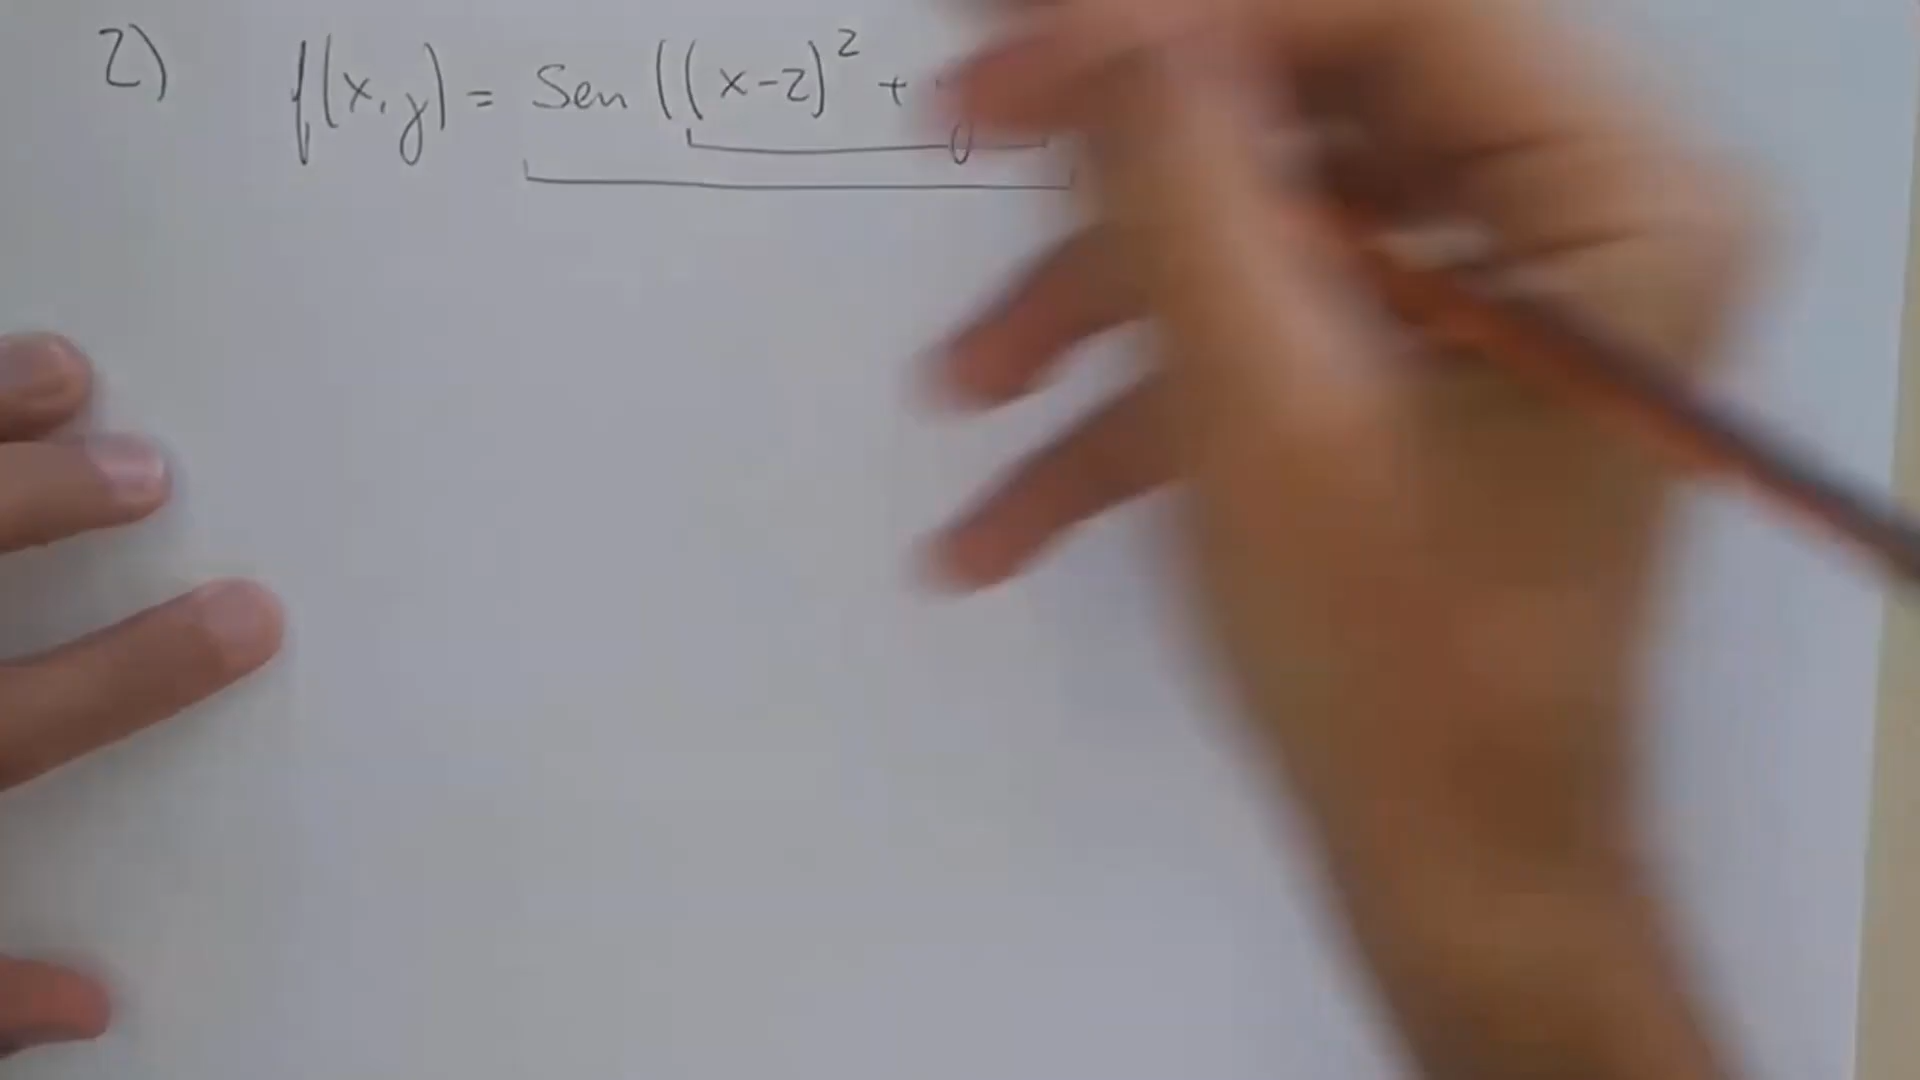 2) f(x,y) = Sen ((x-2)² +